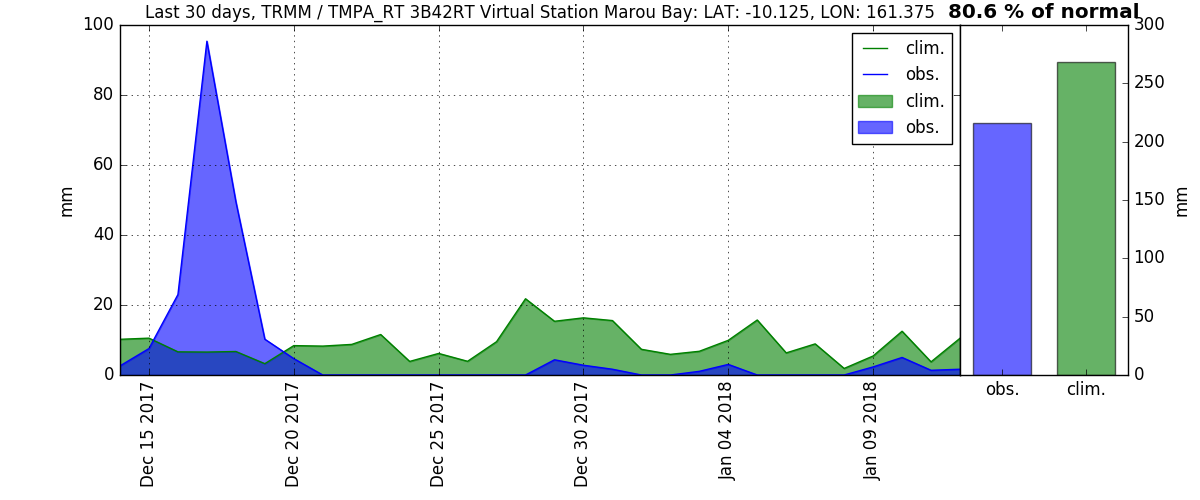 Last 30 days, TRMM / TMPA_RT 3B42RT Virtual Station Marou Bay: LAT: -10.125, LON: 161.375
80.6 % of normal
100
80
60
40
20
0
mm
clim.
obs.
clim.
obs.
Dec 15 2017
Dec 20 2017
Dec 25 2017
Dec 30 2017
Jan 04 2018
Jan 09 2018
300
250
200
150
100
50
0
mm
obs.
clim.